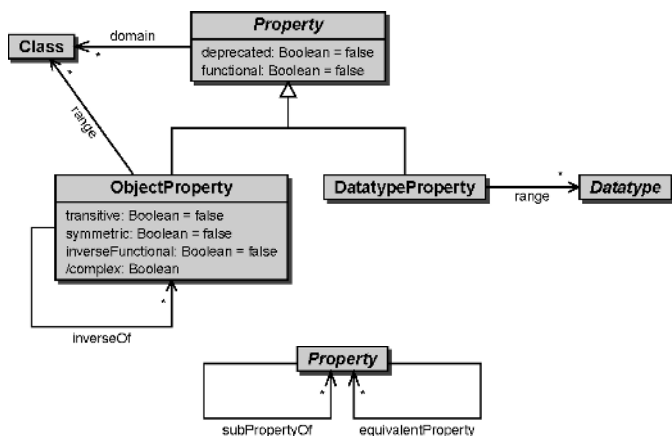 Property
domain
Class
*
deprecated: Boolean = false
functional: Boolean = false
*
range
ObjectProperty
transitive: Boolean = false
symmetric: Boolean = false
inverseFunctional: Boolean = false
/complex: Boolean
*
inverseOf
DatatypeProperty
*
range
Datatype
Property
*
*
subPropertyOf
equivalentProperty